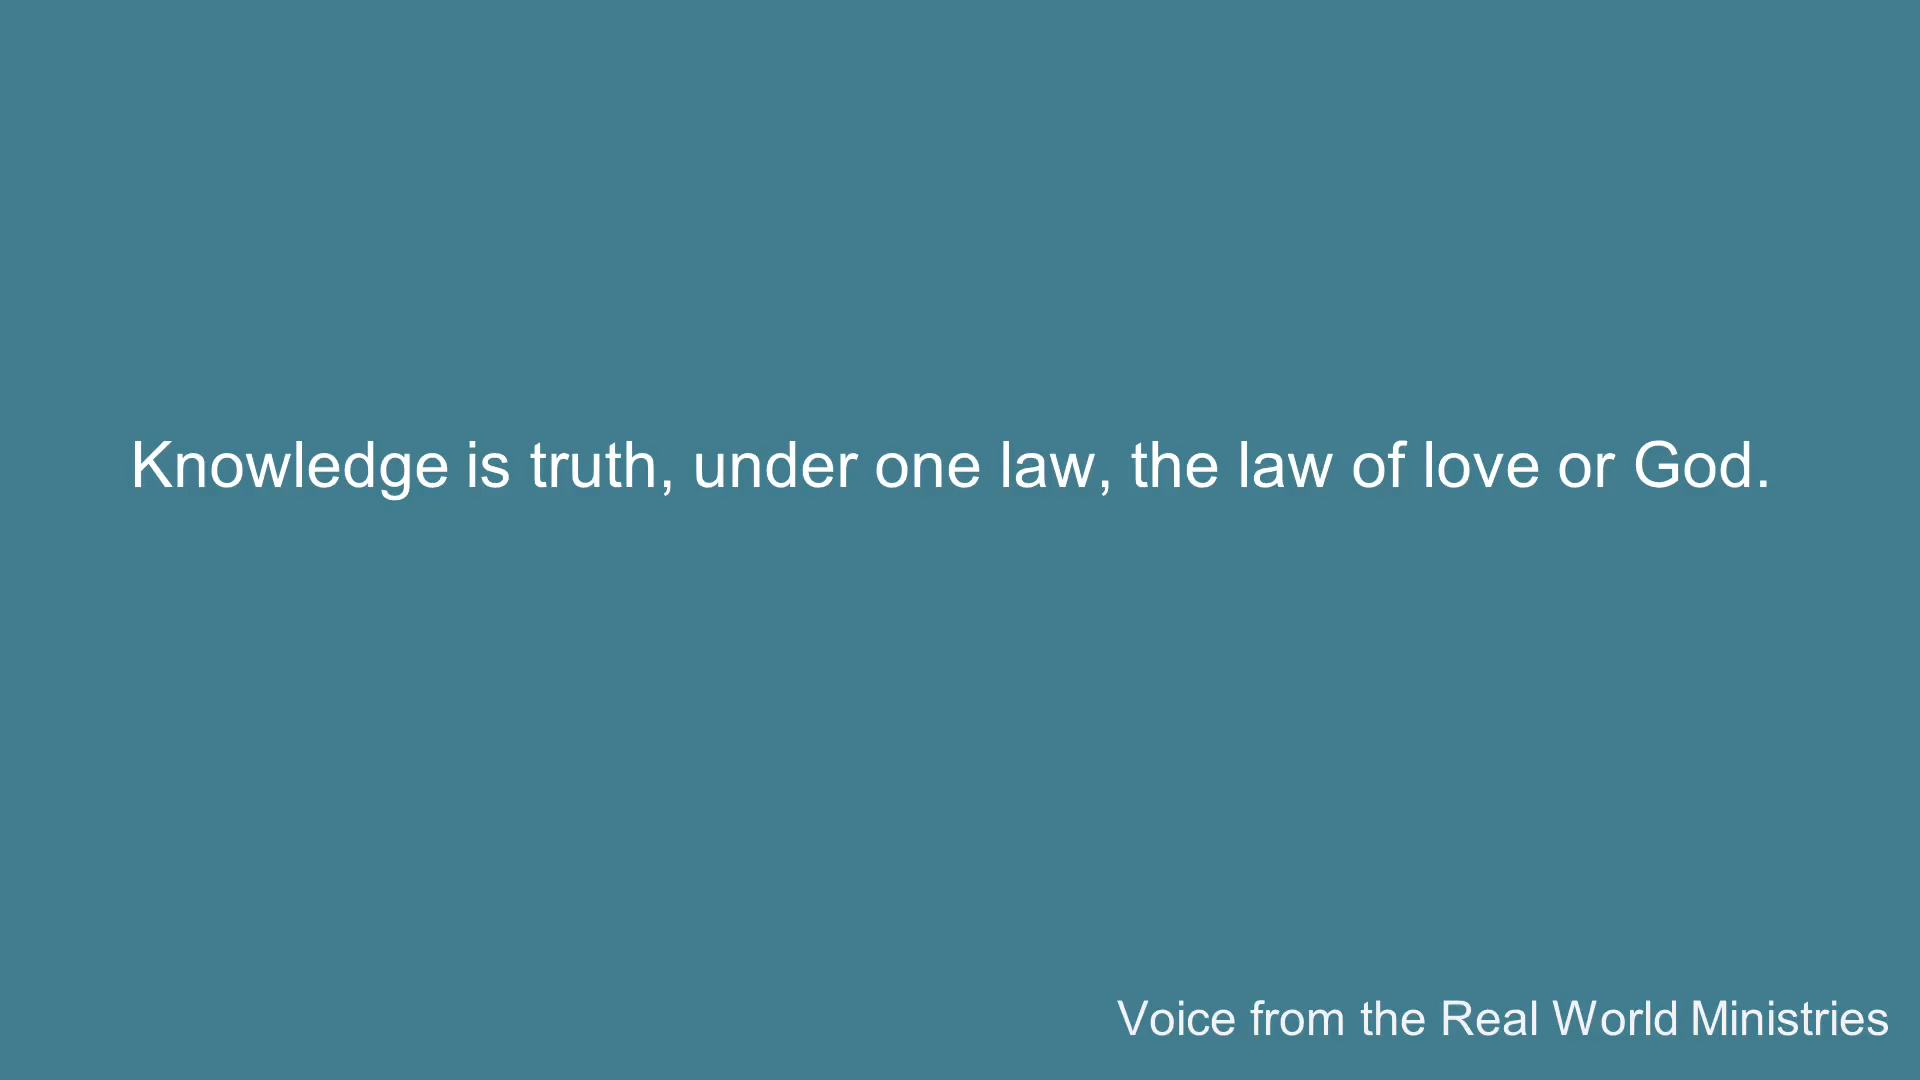 Knowledge is truth, under one law, the law of love or God.
Voice from the Real World Ministries